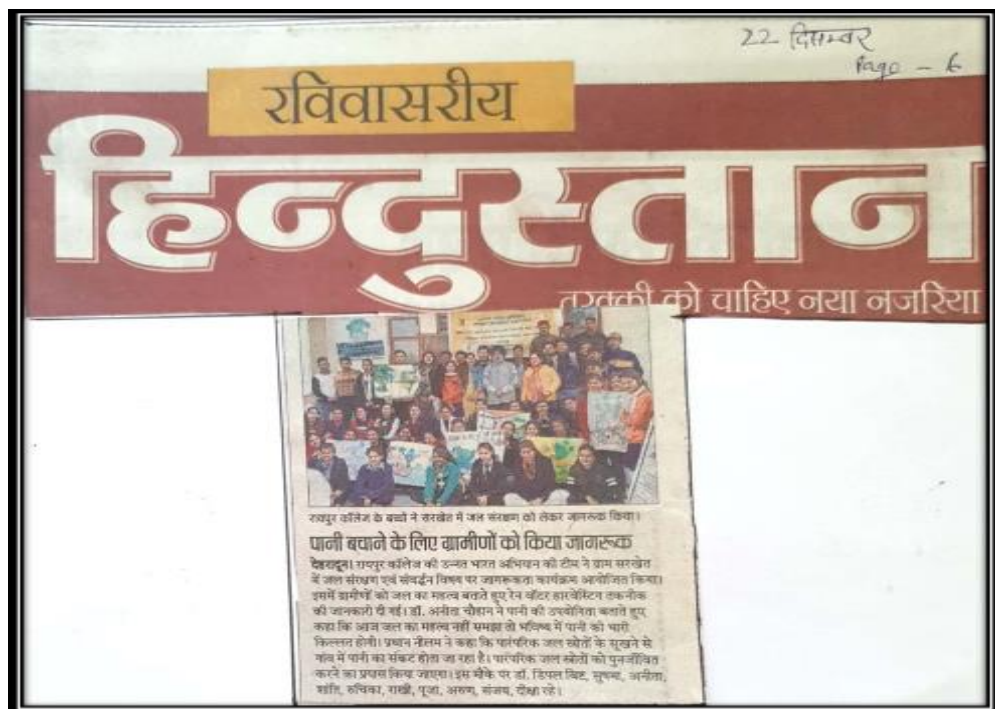 22 दिसम्बर
Page - 6
रविवासरीय
हिन्दुस्तान
तरक्की को चाहिए नया नजरिया
रायपुर कॉलेज के बच्चों ने सरखेत में जल संरक्षण को लेकर जागरूक किया।
पानी बचाने के लिए ग्रामीणों को किया जागरूक
देहरादून। रायपुर कॉलेज की उन्नत भारत अभियान की टीम ने ग्राम सरखेत
में जल संरक्षण एवं संवर्द्धन विषय पर जागरूकता कार्यक्रम आयोजित किया।
इसमें ग्रामीणों को जल का महत्व बताते हुए रेन वॉटर हारवेस्टिंग तकनीक
की जानकारी दी गई। डॉ. अनीता चौहान ने पानी की उपयोगिता बताते हुए
कहा कि आज जल का महत्व नहीं समझा तो भविष्य में पानी को भारी
किल्लत होगी। प्रधान नीलम ने कहा कि पारंपरिक जल स्रोतों के सूखने से
गांव में पानी का संकट होता जा रहा है। पारंपरिक जल स्रोतों को पुनर्जीवित
करने का प्रयास किया जाएगा। इस मौके पर डॉ. डिंपल बिष्ट, सुषमा, अनीता,
शांति, रुचिका, राखी, पूजा, अरुण, संजय, दीक्षा रहे।